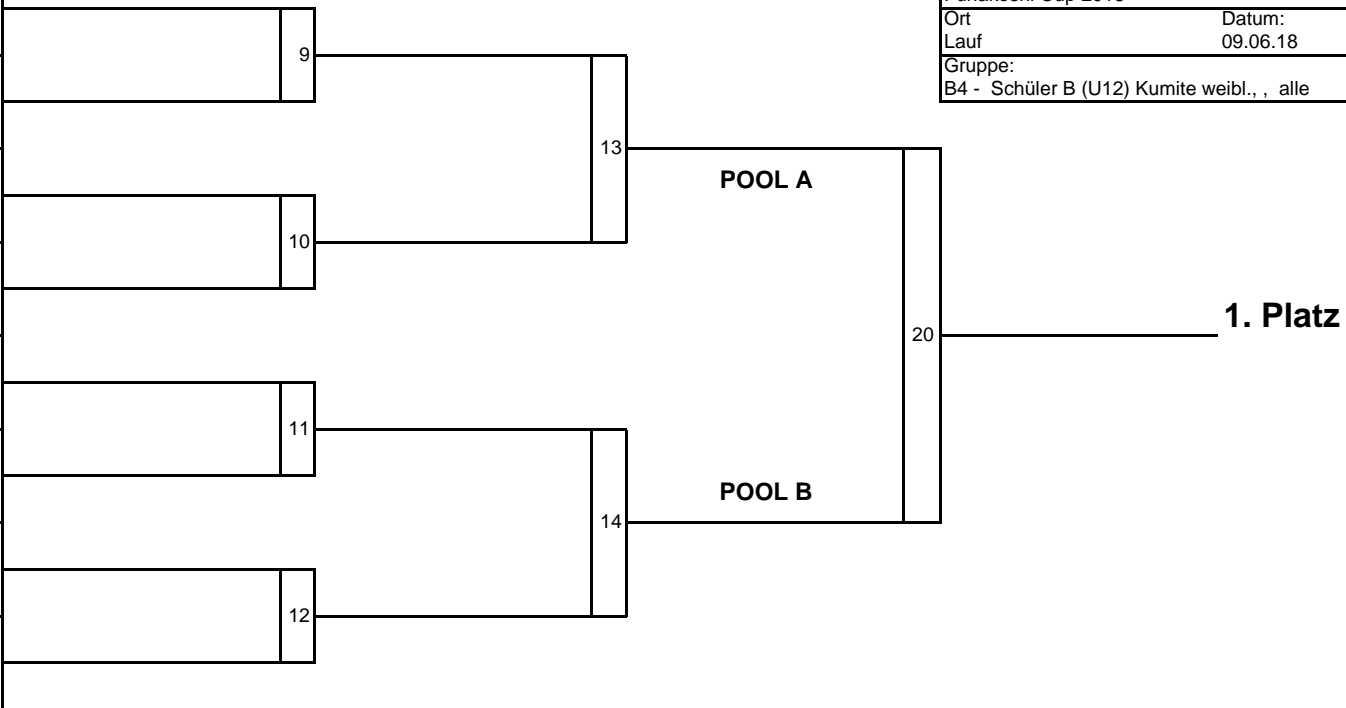 Ort Datum:
Lauf 09.06.18
Gruppe:
B4 - Schüler B (U12) Kumite weibl., , alle
9
13
POOL A
10
1. Platz
20
11
POOL B
14
12